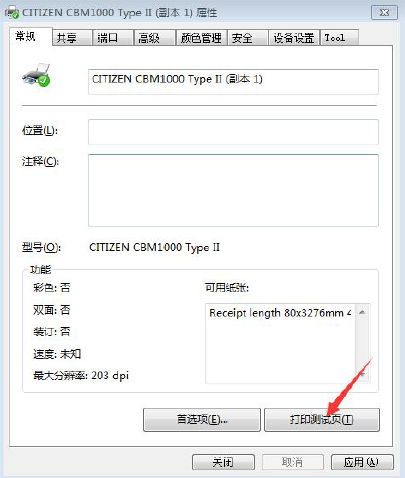 CITIZEN CBM1000 Type II (副本 1) 属性
常规 共享 端口 高级 颜色管理 安全 设备设置 Tool
CITIZEN CBM1000 Type II (副本 1)
位置(L):
注释(C):
型号(O): CITIZEN CBM1000 Type II
功能
彩色: 否 可用纸张:
双面: 否 Receipt length 80x3276mm 4
装订: 否
速度: 未知
最大分辨率: 203 dpi
首选项(E)... 打印测试页(T)
关闭 取消 应用(A)